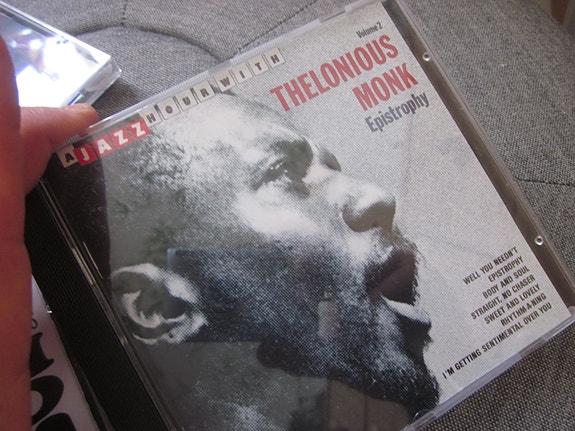 Volume 2
A JAZZ HOUR WITH
THELONIOUS
MONK
Epistrophy
WELL YOU NEEDN'T
EPISTROPHY
BODY AND SOUL
STRAIGHT, NO CHASER
SWEET AND LOVELY
RHYTHM-A-NING
I'M GETTING SENTIMENTAL OVER YOU